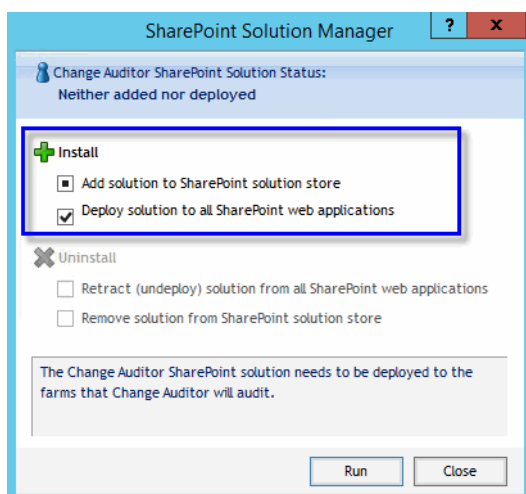 SharePoint Solution Manager
?
x
Change Auditor SharePoint Solution Status:
Neither added nor deployed
Install
Add solution to SharePoint solution store
Deploy solution to all SharePoint web applications
Uninstall
Retract (undeploy) solution from all SharePoint web applications
Remove solution from SharePoint solution store
The Change Auditor SharePoint solution needs to be deployed to the
farms that Change Auditor will audit.
Run
Close